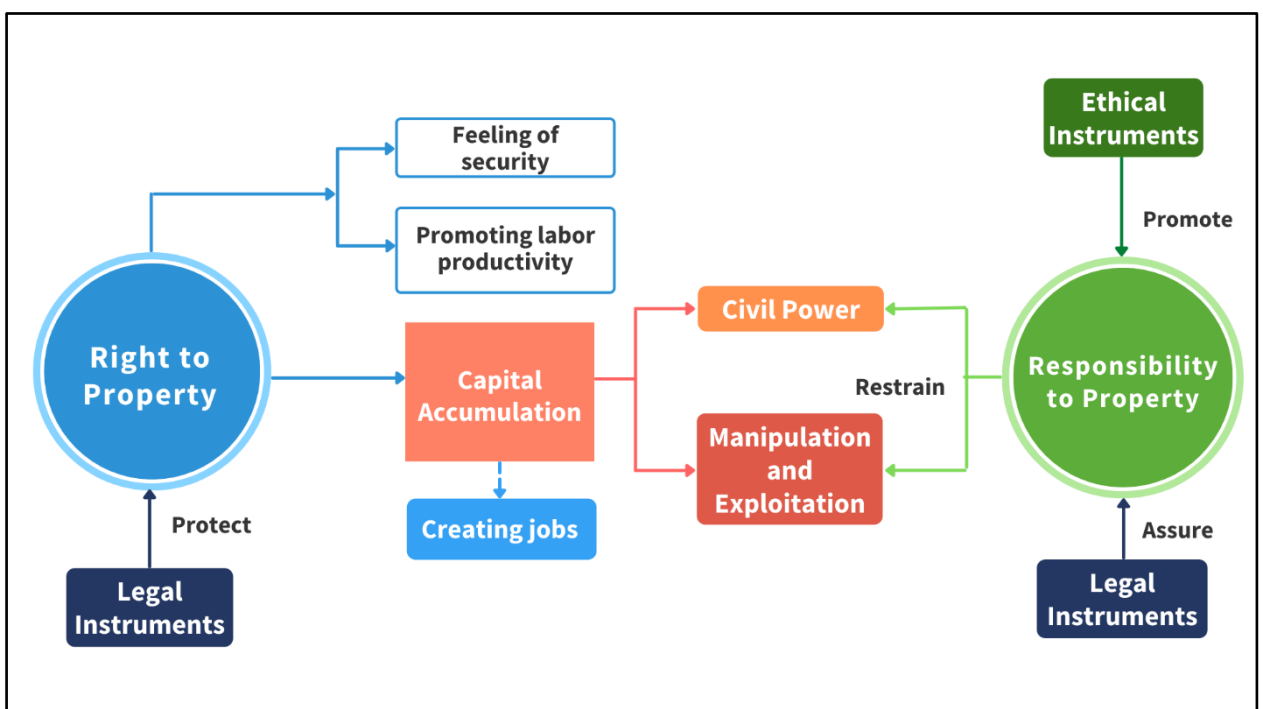 Ethical
Instruments
Feeling of
security
Promote
Promoting labor
productivity
Right to
Property
Capital
Accumulation
Civil Power
Restrain
Manipulation
and
Exploitation
Responsibility
to Property
Protect
Creating jobs
Assure
Legal
Instruments
Legal
Instruments